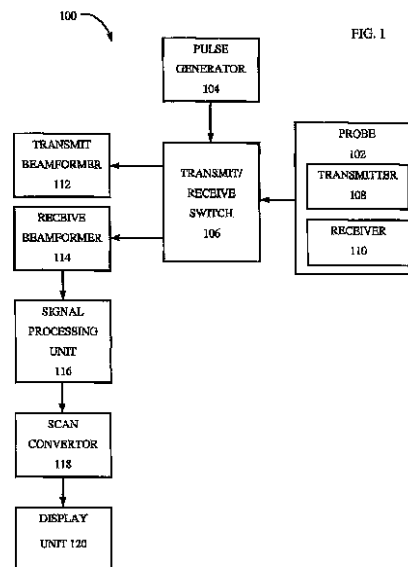 100
FIG. 1
PULSE
GENERATOR
104
PROBE
102
TRANSMITTER
108
RECEIVER
110
TRANSMIT/
RECEIVE
SWITCH
106
TRANSMIT
BEAMFORMER
112
RECEIVE
BEAMFORMER
114
SIGNAL
PROCESSING
UNIT
116
SCAN
CONVERTOR
118
DISPLAY
UNIT 120